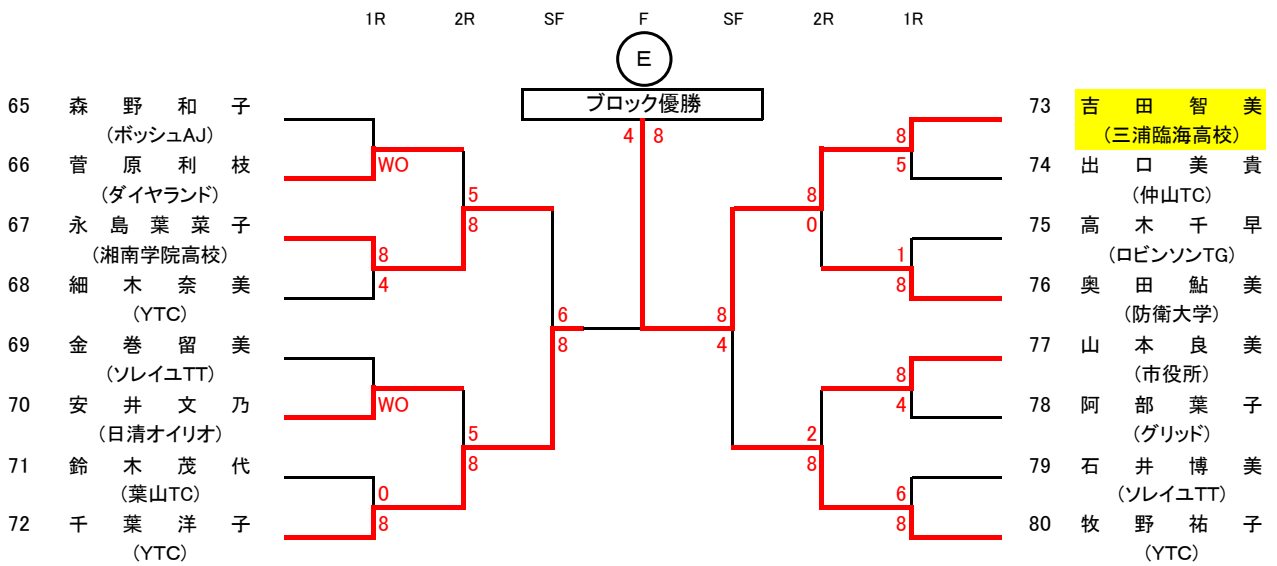 1R 2R SF F SF 2R 1R
E
ブロック優勝
4 8
65 森野和子
(ボッシュAJ)
66 菅原利枝
(ダイヤランド)
WO
67 永島葉菜子
(湘南学院高校)
68 細木奈美
(YTC)
8
4
5
8
69 金巻留美
(ソレイユTT)
70 安井文乃
(日清オイリオ)
WO
71 鈴木茂代
(葉山TC)
72 千葉洋子
(YTC)
0
8
5
8
6
8
73 吉田智美
(三浦臨海高校)
74 出口美貴
(仲山TC)
8
5
75 高木千早
(ロビンソンTG)
76 奥田鮎美
(防衛大学)
1
8
8
0
77 山本良美
(市役所)
78 阿部葉子
(グリッド)
8
4
79 石井博美
(ソレイユTT)
80 牧野祐子
(YTC)
6
8
2
8
8
4